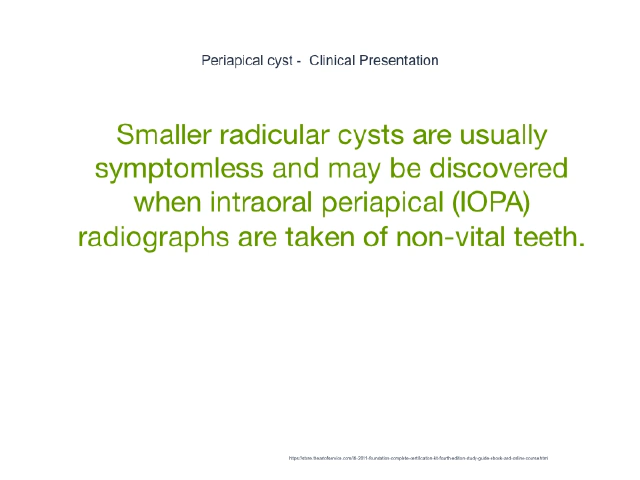 Periapical cyst -  Clinical Presentation
Smaller radicular cysts are usually
symptomless and may be discovered
when intraoral periapical (IOPA)
radiographs are taken of non-vital teeth.